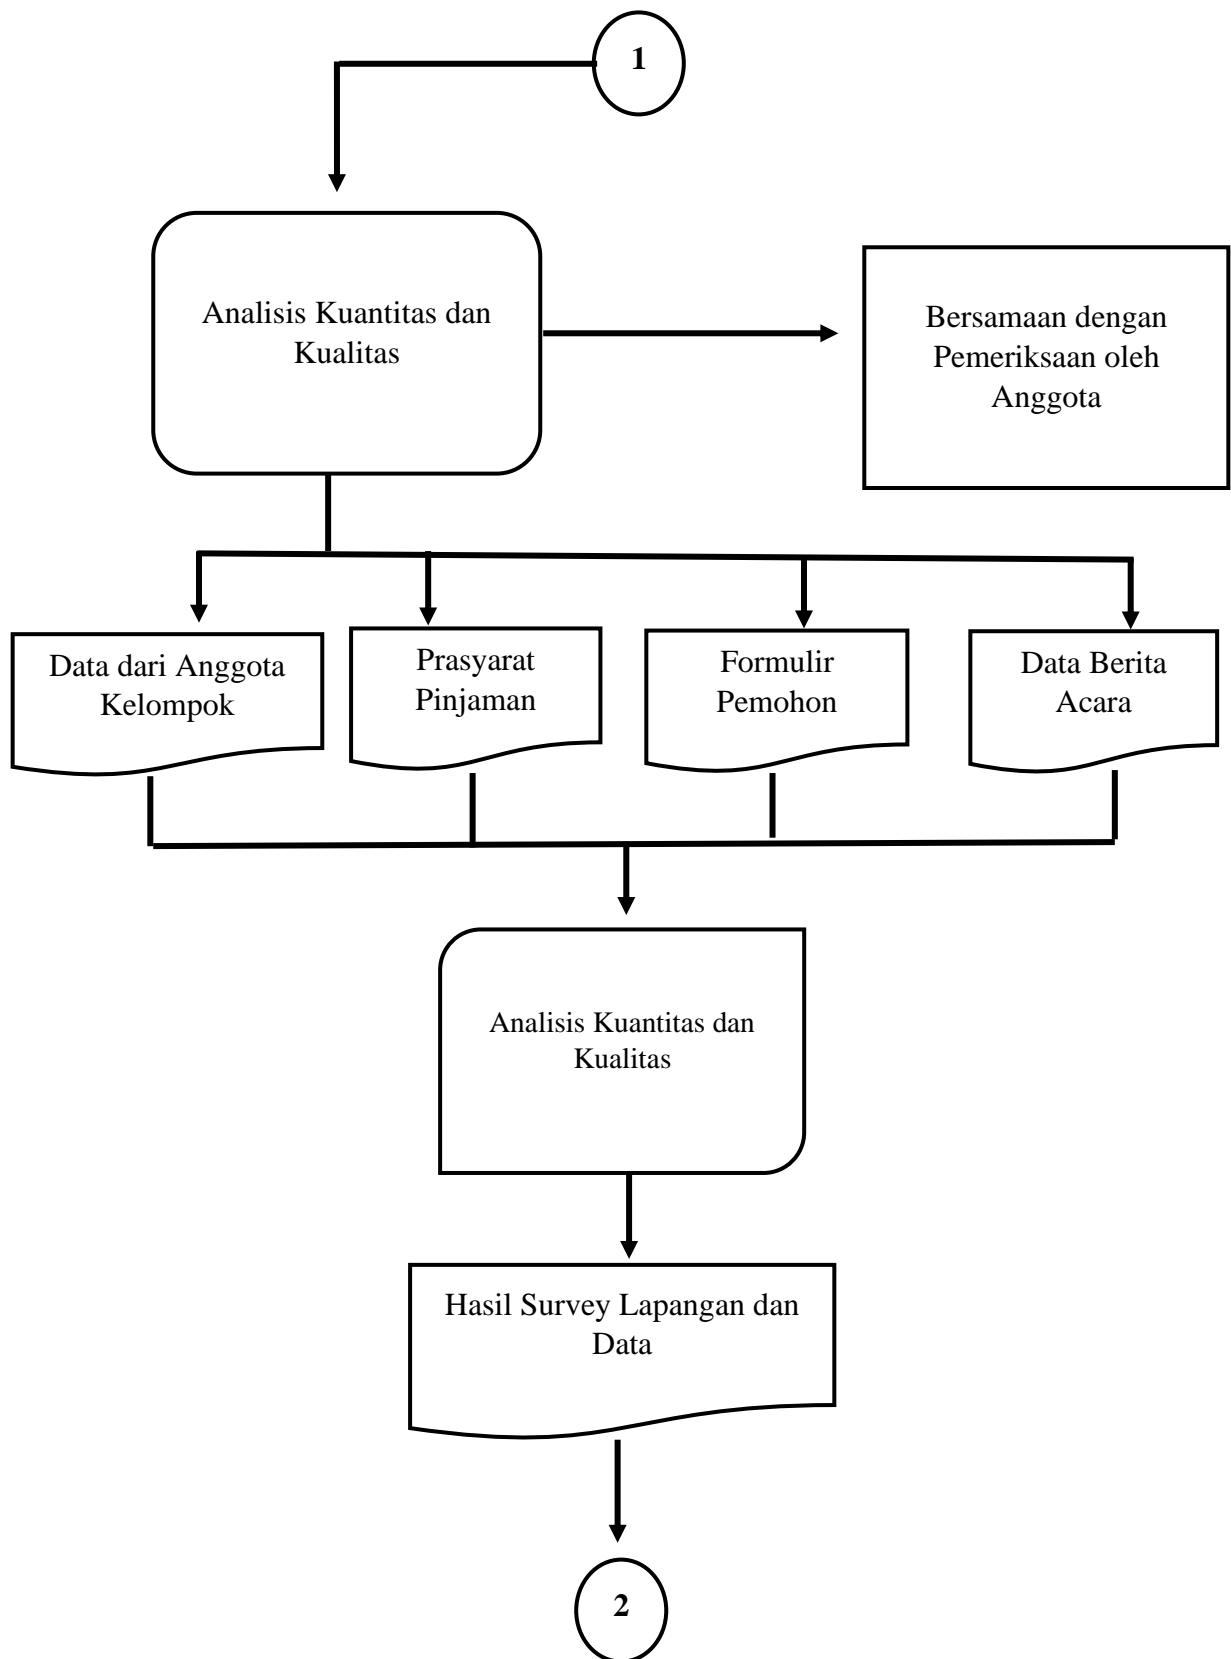 1
Analisis Kuantitas dan
Kualitas
Bersamaan dengan
Pemeriksaan oleh
Anggota
Data dari Anggota
Kelompok
Prasyarat
Pinjaman
Formulir
Pemohon
Data Berita
Acara
Analisis Kuantitas dan
Kualitas
Hasil Survey Lapangan dan
Data
2